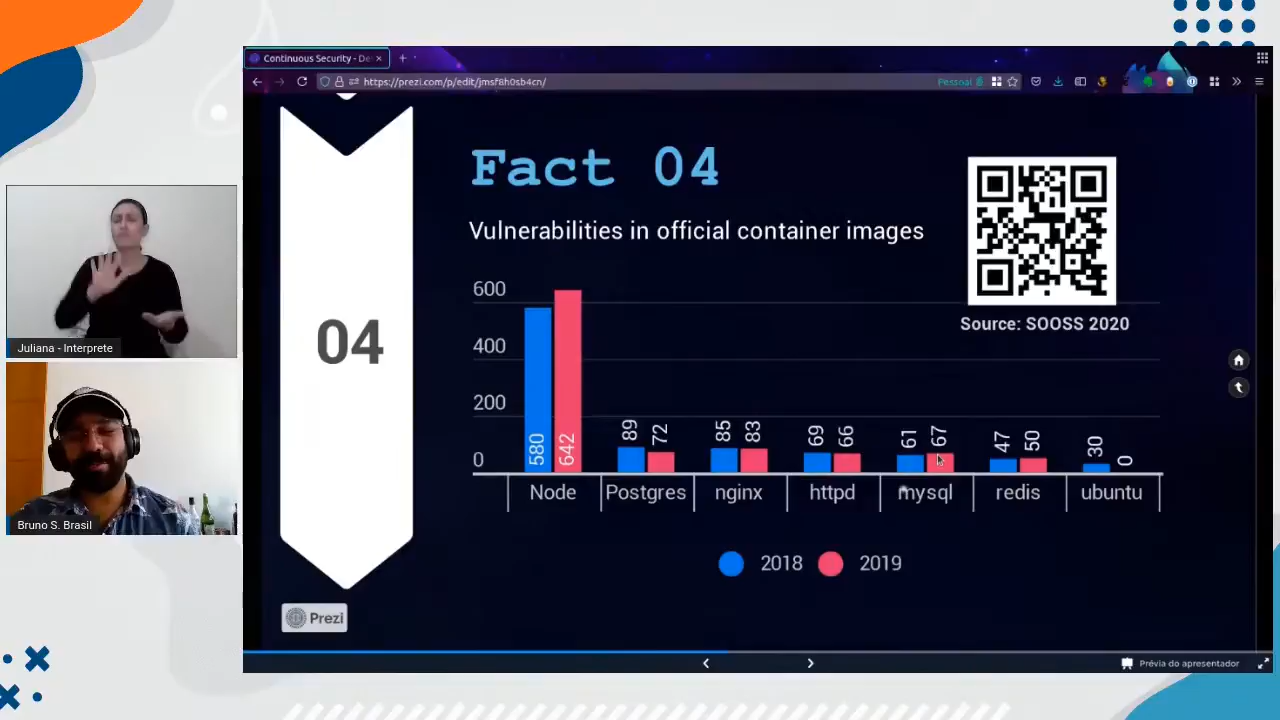 Continuous Security - De
https://prezi.com/p/edit/jmsf8h0sb4cn/
Pessoal
Fact 04
Vulnerabilities in official container images
04
Source: SOOSS 2020
600
400
200
0
580
642
89
72
85
83
69
66
61
67
47
50
30
0
Node
Postgres
nginx
httpd
mysql
redis
ubuntu
2018
2019
Prezi
Prévia do apresentador
Juliana - Interprete
Bruno S. Brasil